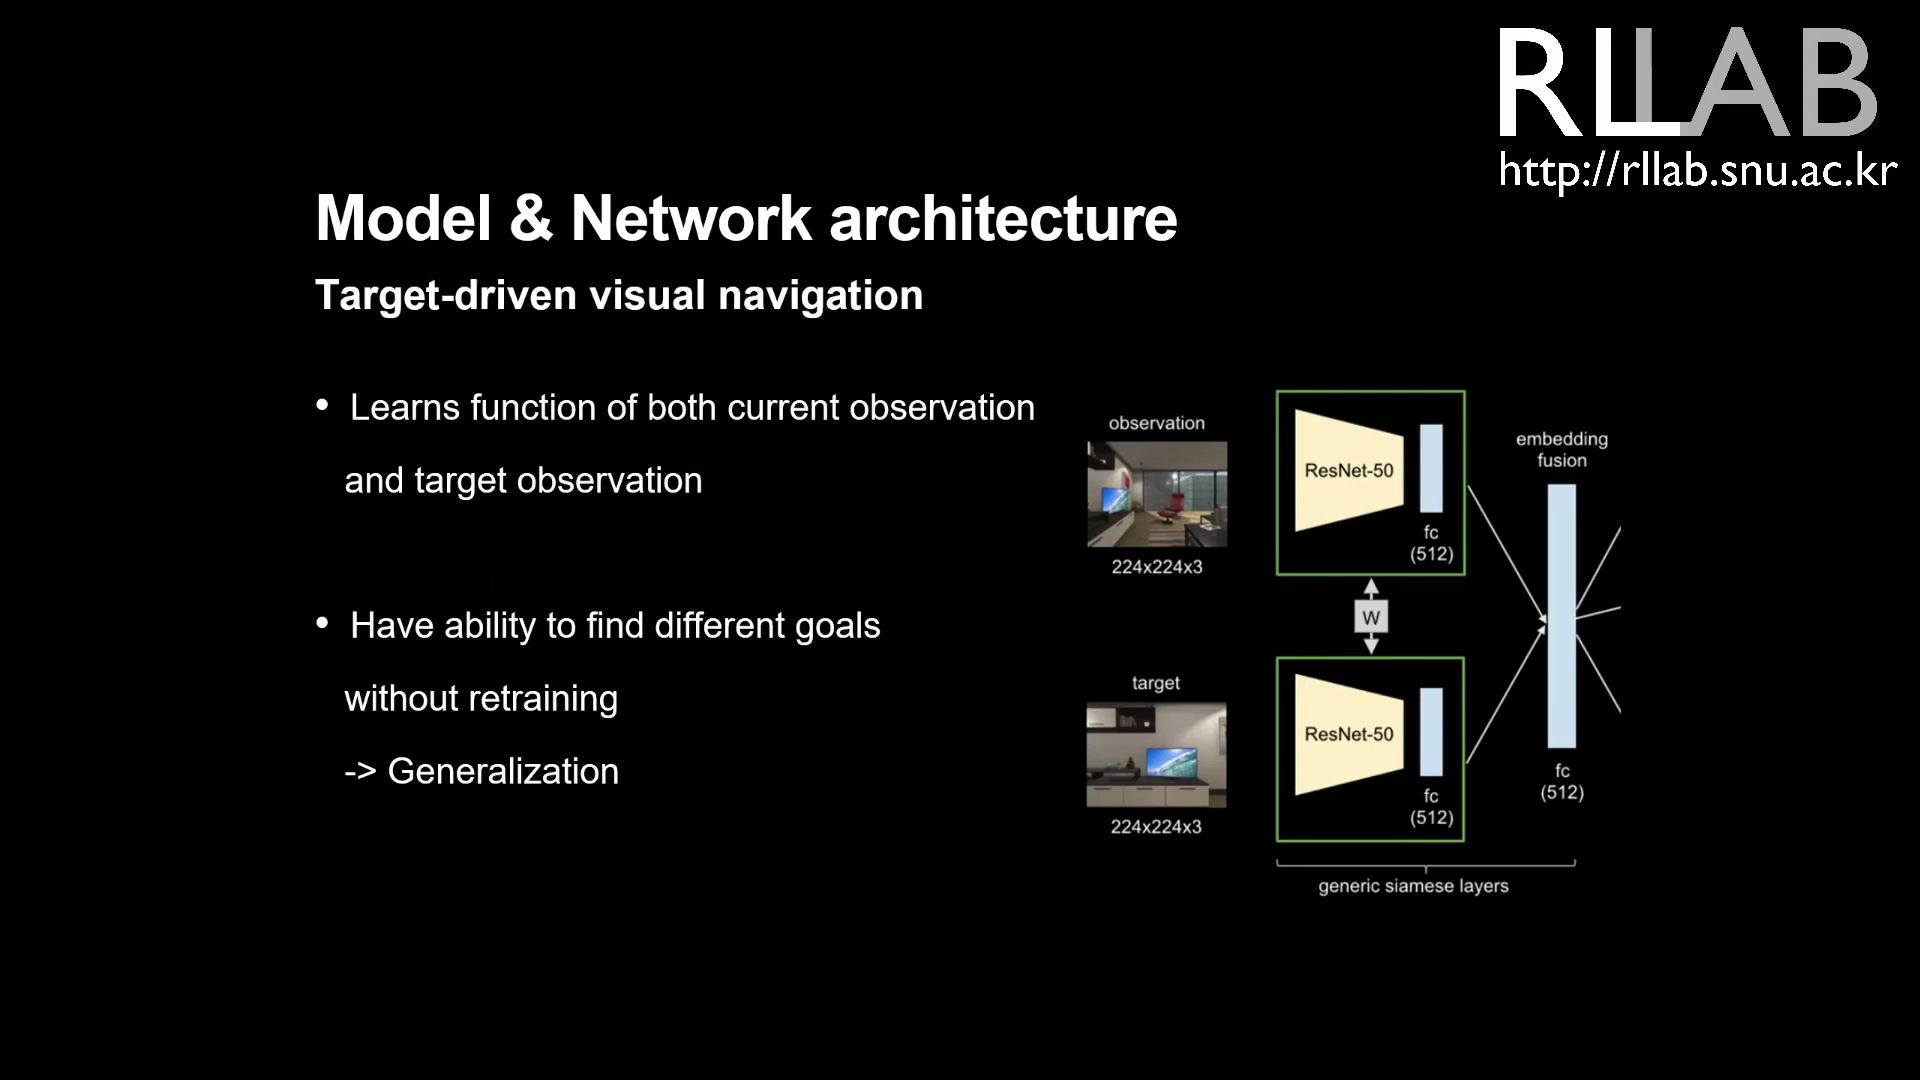 RLLAB
http://rllab.snu.ac.kr
Model & Network architecture
Target-driven visual navigation
• Learns function of both current observation
and target observation
• Have ability to find different goals
without retraining
-> Generalization
observation
224x224x3
ResNet-50
fc
(512)
embedding
fusion
W
target
224x224x3
ResNet-50
fc
(512)
fc
(512)
generic siamese layers